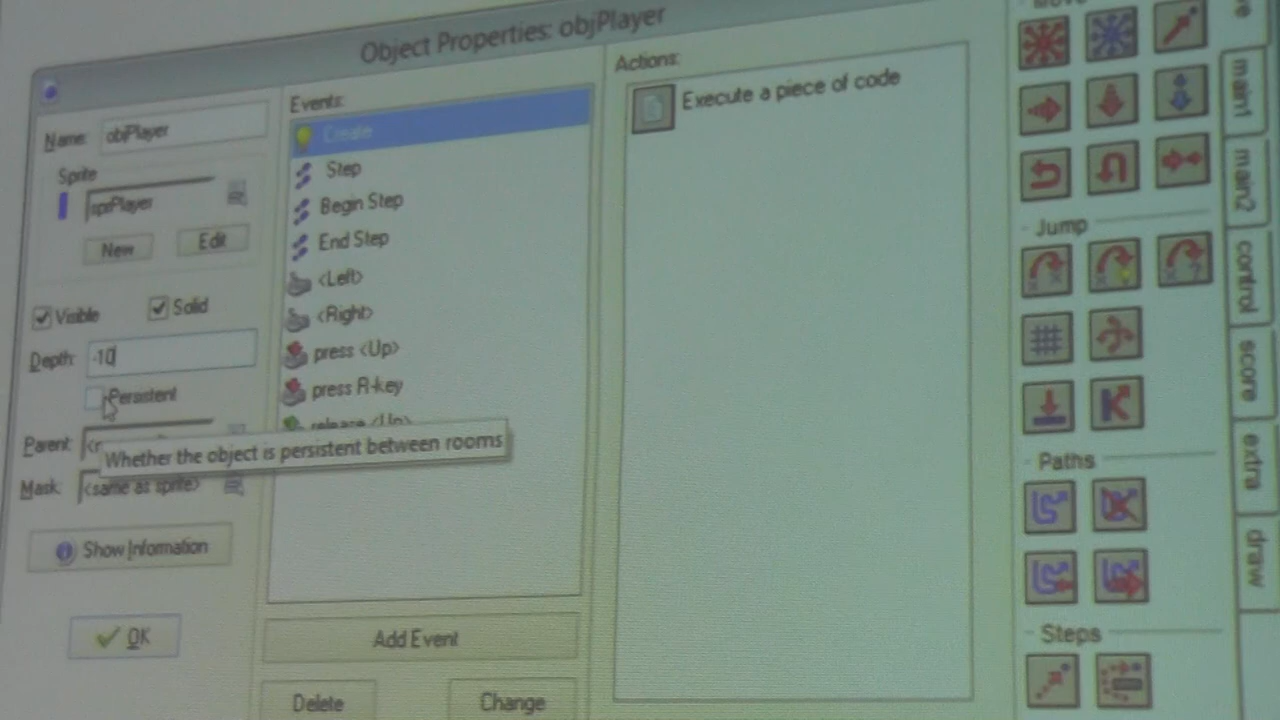 Object Properties: objPlayer
Name: objPlayer
Sprite
sprPlayer
New
Edit
Visible
Solid
Depth: -10
Persistent
Parent:
Mask: <same as sprite>
Show Information
OK
Events:
Create
Step
Begin Step
End Step
<Left>
<Right>
press <Up>
press R-key
release <Up>
Whether the object is persistent between rooms
Add Event
Delete
Change
Actions:
Execute a piece of code
Move
Jump
Paths
Steps
main1
main2
control
score
extra
draw